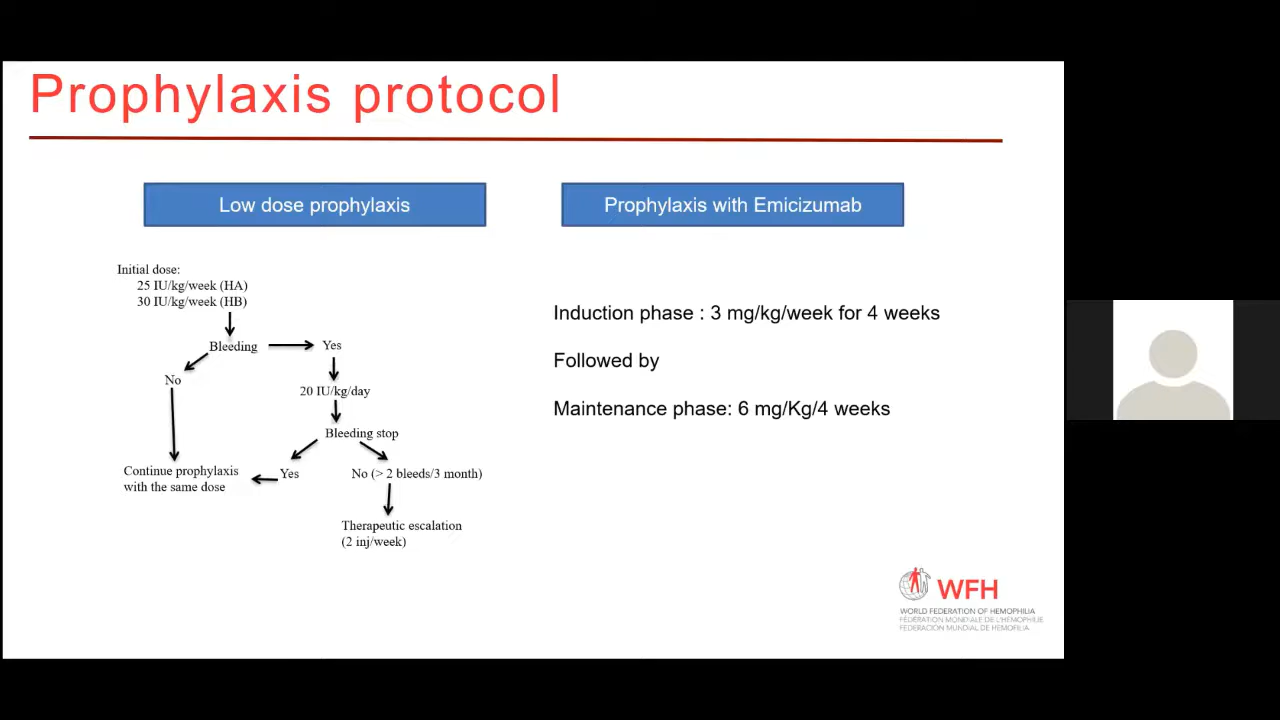 Prophylaxis protocol
Low dose prophylaxis
Initial dose:
25 IU/kg/week (HA)
30 IU/kg/week (HB)
Bleeding
Yes
No
20 IU/kg/day
Bleeding stop
Yes
No (> 2 bleeds/3 month)
Continue prophylaxis
with the same dose
Therapeutic escalation
(2 inj/week)
Prophylaxis with Emicizumab
Induction phase : 3 mg/kg/week for 4 weeks
Followed by
Maintenance phase: 6 mg/Kg/4 weeks
WFH
WORLD FEDERATION OF HEMOPHILIA
FÉDÉRATION MONDIALE DE L'HÉMOPHILIE
FEDERACIÓN MUNDIAL DE HEMOFILIA